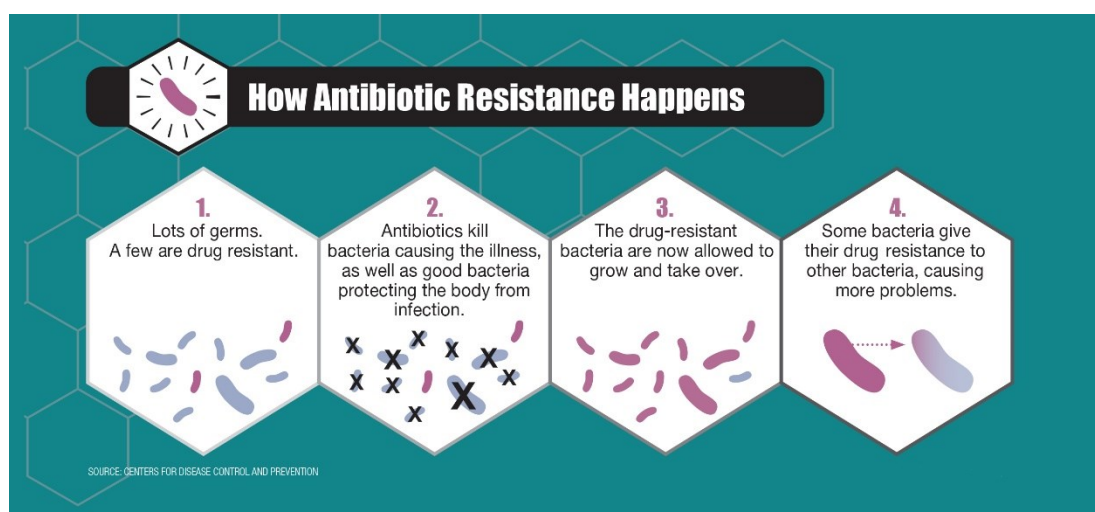 How Antibiotic Resistance Happens
1.
Lots of germs.
A few are drug resistant.
2.
Antibiotics kill
bacteria causing the illness,
as well as good bacteria
protecting the body from
infection.
X X X X X X X X X X
3.
The drug-resistant
bacteria are now allowed to
grow and take over.
4.
Some bacteria give
their drug resistance to
other bacteria, causing
more problems.
SOURCE: CENTERS FOR DISEASE CONTROL AND PREVENTION